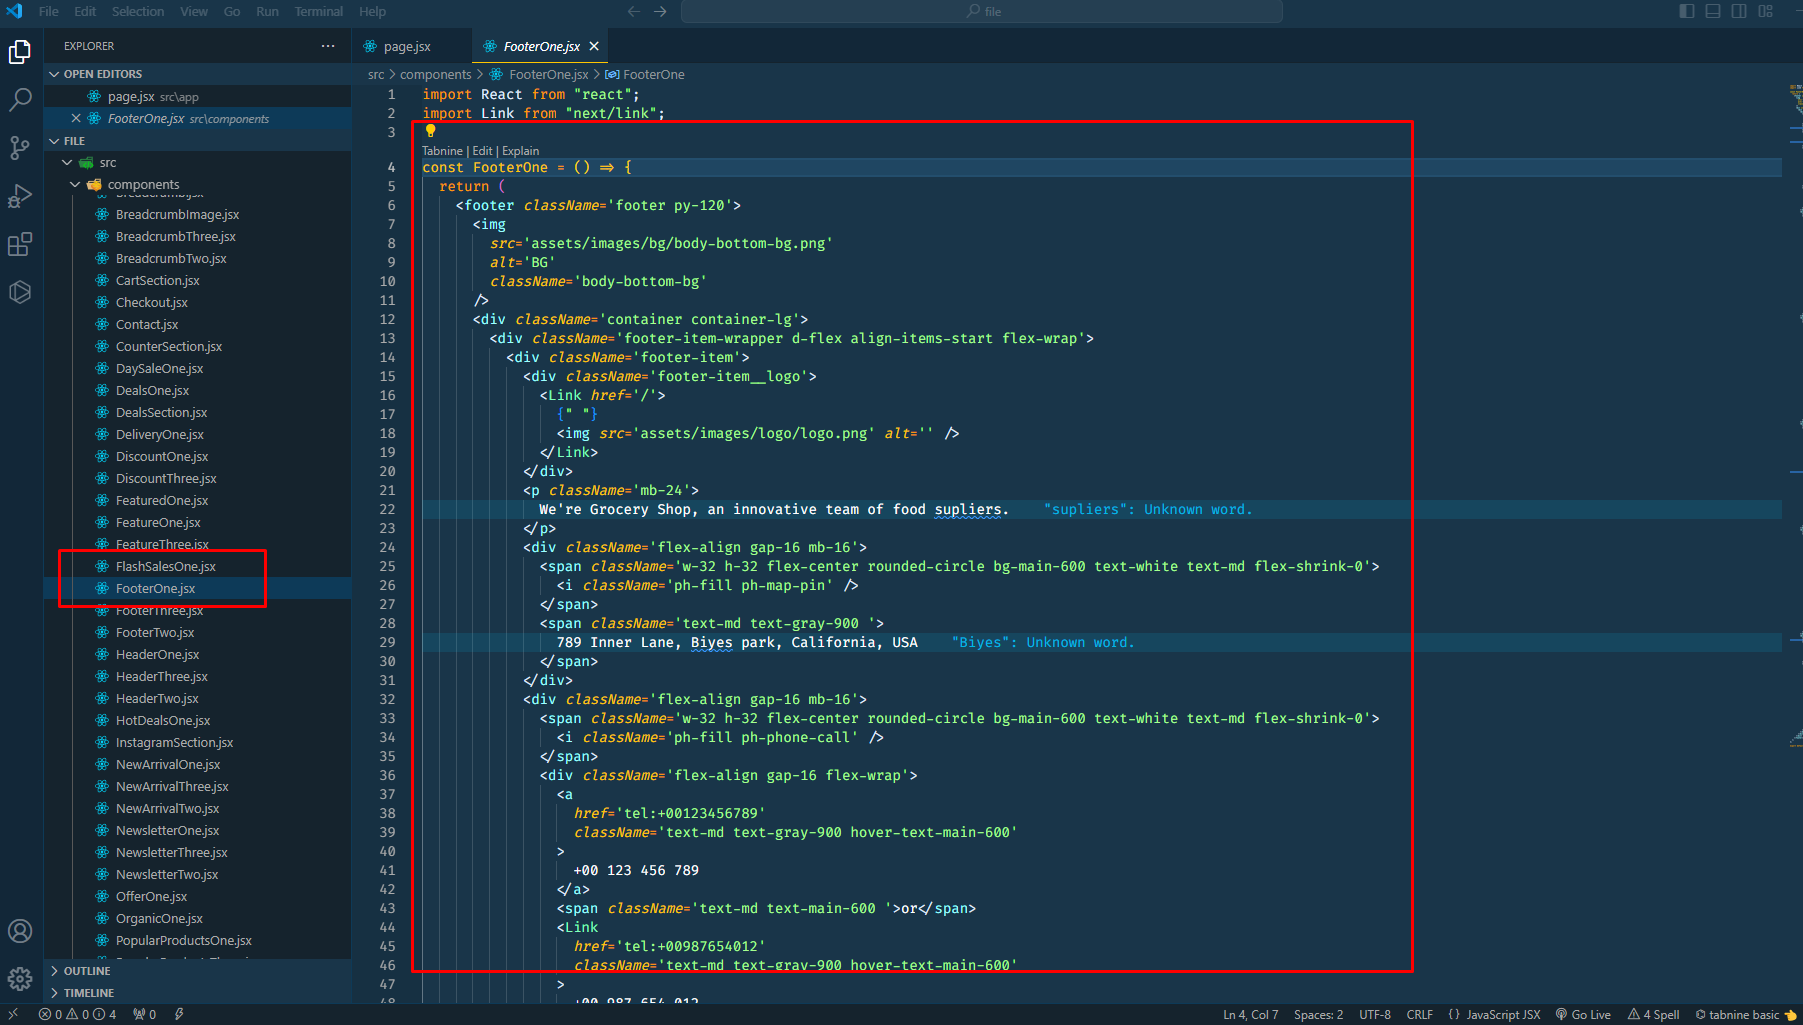 File Edit Selection View Go Run Terminal Help
file
EXPLORER
OPEN EDITORS
page.jsx src\app
FooterOne.jsx src\components
FILE
src
components
Breadcrumb.jsx
BreadcrumbImage.jsx
BreadcrumbThree.jsx
BreadcrumbTwo.jsx
CartSection.jsx
Checkout.jsx
Contact.jsx
CounterSection.jsx
DaySaleOne.jsx
DealsOne.jsx
DealsSection.jsx
DeliveryOne.jsx
DiscountOne.jsx
DiscountThree.jsx
FeaturedOne.jsx
FeatureOne.jsx
FeatureThree.jsx
FlashSalesOne.jsx
FooterOne.jsx
FooterThree.jsx
FooterTwo.jsx
HeaderOne.jsx
HeaderThree.jsx
HeaderTwo.jsx
HotDealsOne.jsx
InstagramSection.jsx
NewArrivalOne.jsx
NewArrivalThree.jsx
NewArrivalTwo.jsx
NewsletterOne.jsx
NewsletterThree.jsx
NewsletterTwo.jsx
OfferOne.jsx
OrganicOne.jsx
PopularProductsOne.jsx
OUTLINE
TIMELINE
page.jsx FooterOne.jsx
src > components > FooterOne.jsx > FooterOne
1 import React from "react";
2 import Link from "next/link";
3
Tabnine | Edit | Explain
4 const FooterOne = () => {
5 return (
6 <footer className='footer py-120'>
7 <img
8 src='assets/images/bg/body-bottom-bg.png'
9 alt='BG'
10 className='body-bottom-bg'
11 />
12 <div className='container container-lg'>
13 <div className='footer-item-wrapper d-flex align-items-start flex-wrap'>
14 <div className='footer-item'>
15 <div className='footer-item__logo'>
16 <Link href='/'>
17 {" "}
18 <img src='assets/images/logo/logo.png' alt='' />
19 </Link>
20 </div>
21 <p className='mb-24'>
22 We're Grocery Shop, an innovative team of food supliers. "supliers": Unknown word.
23 </p>
24 <div className='flex-align gap-16 mb-16'>
25 <span className='w-32 h-32 flex-center rounded-circle bg-main-600 text-white text-md flex-shrink-0'>
26 <i className='ph-fill ph-map-pin' />
27 </span>
28 <span className='text-md text-gray-900 '>
29 789 Inner Lane, Biyes park, California, USA "Biyes": Unknown word.
30 </span>
31 </div>
32 <div className='flex-align gap-16 mb-16'>
33 <span className='w-32 h-32 flex-center rounded-circle bg-main-600 text-white text-md flex-shrink-0'>
34 <i className='ph-fill ph-phone-call' />
35 </span>
36 <div className='flex-align gap-16 flex-wrap'>
37 <a
38 href='tel:+00123456789'
39 className='text-md text-gray-900 hover-text-main-600'
40 >
41 +00 123 456 789
42 </a>
43 <span className='text-md text-main-600 '>or</span>
44 <Link
45 href='tel:+00987654012'
46 className='text-md text-gray-900 hover-text-main-600'
47 >
48 +00 987 654 012
0 0 4 0
Ln 4, Col 7 Spaces: 2 UTF-8 CRLF {} JavaScript JSX Go Live 4 Spell tabnine basic